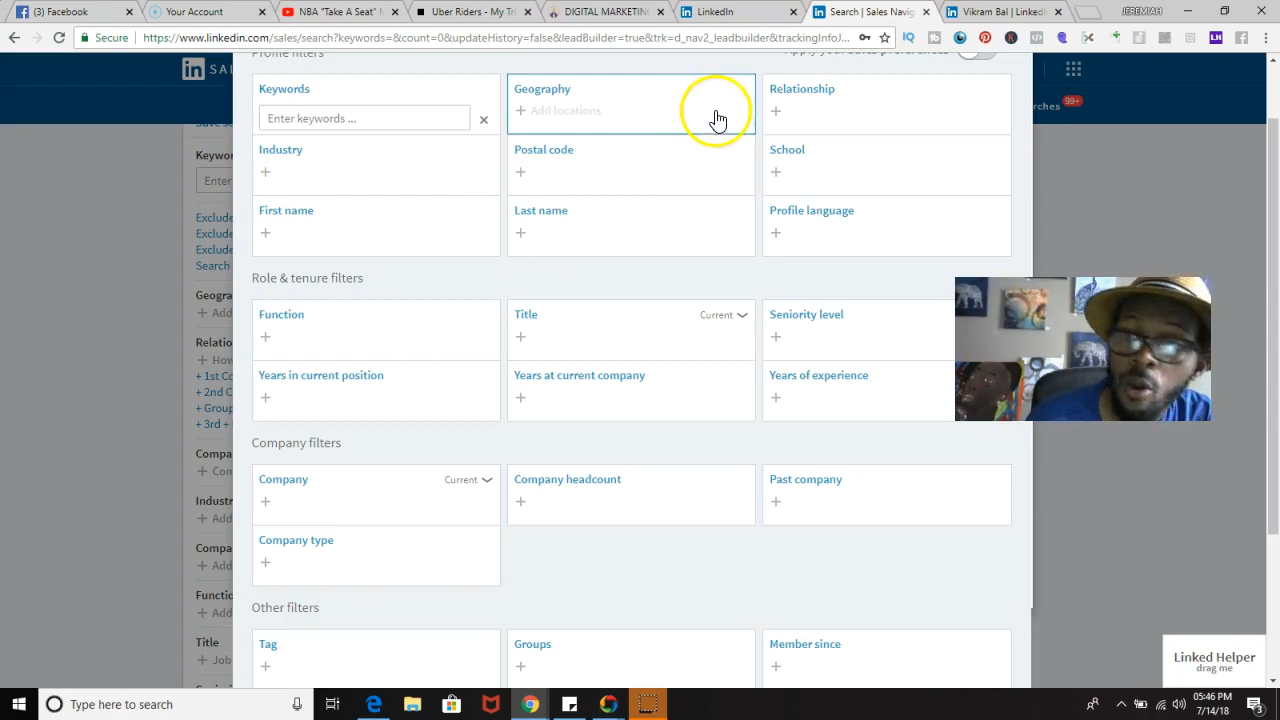 (3) Facebook
Your Account
NBA "Take A Seat"
Uber Riders - My Tri
DIGITAL MARKETIN
LinkedIn
Search | Sales Navig
Vikram Bal | Linked
JEREMIAH
Secure
https://www.linkedin.com/sales/search?keywords=&count=0&updateHistory=false&leadBuilder=true&trk=d_nav2_leadbuilder&trackingInfoJ
Profile filters
in SA
rches 99+
Keywords
Enter keywords ...
Geography
Add locations
Relationship
Industry
Postal code
School
First name
Last name
Profile language
Role & tenure filters
Function
Title
Current
Seniority level
Years in current position
Years at current company
Years of experience
Company filters
Company
Current
Company headcount
Past company
Company type
Other filters
Tag
Groups
Member since
Keywor
Enter
Exclude
Exclude
Exclude
Search
Geogra
Add
Relatio
How
+ 1st Co
+ 2nd C
+ Group
+ 3rd +
Compa
Con
Industr
Add
Compa
Add
Functio
Add
Title
Job
Linked Helper
drag me
Type here to search
05:46 PM
7/14/18